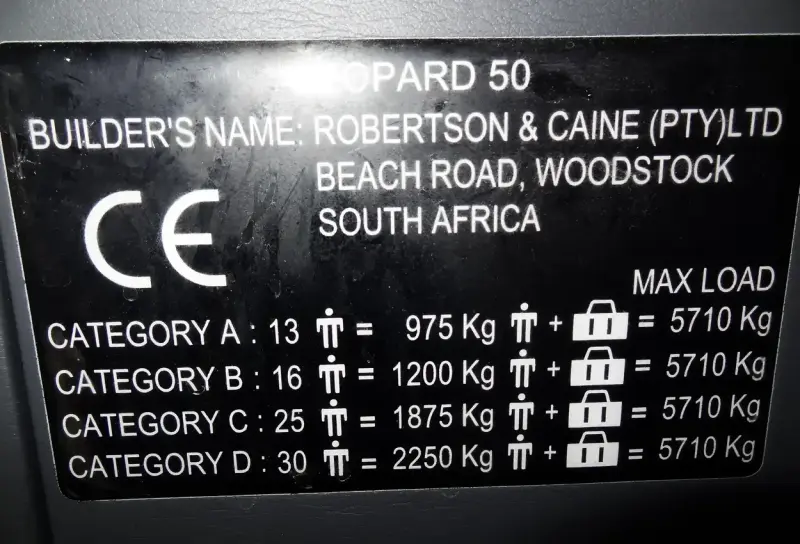 OPARD 50
BUILDER'S NAME: ROBERTSON & CAINE (PTY)LTD
BEACH ROAD, WOODSTOCK
SOUTH AFRICA
CE
MAX LOAD
CATEGORY A : 13 = 975 Kg + = 5710 Kg
CATEGORY B : 16 = 1200 Kg + = 5710 Kg
CATEGORY C : 25 = 1875 Kg + = 5710 Kg
CATEGORY D : 30 = 2250 Kg + = 5710 Kg